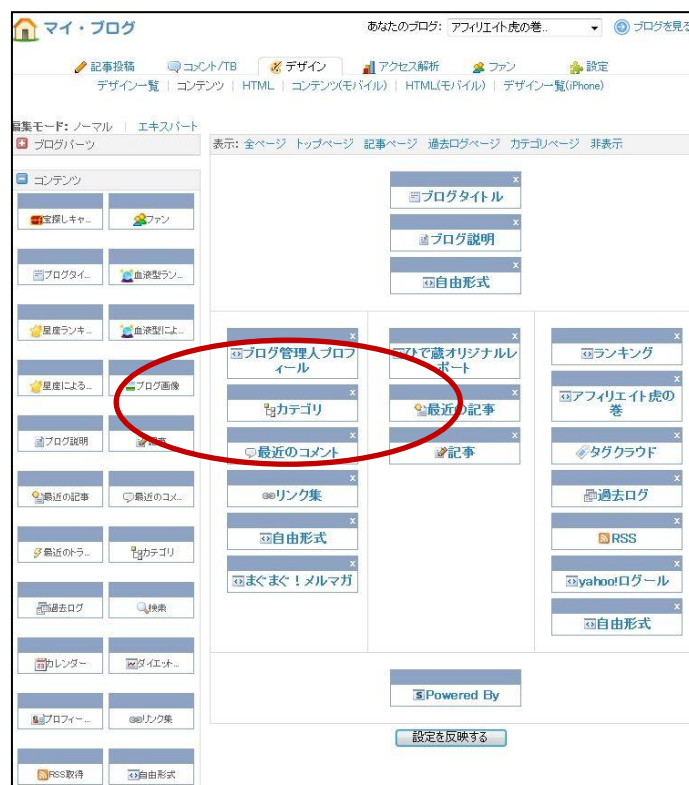 マイ・ブログ
あなたのブログ: アフィリエイト虎の巻..
ブログを見る
記事投稿 コメント/TB デザイン アクセス解析 ファン 設定
デザイン一覧 | コンテンツ | HTML | コンテンツ(モバイル) | HTML(モバイル) | デザイン一覧(iPhone)
編集モード: ノーマル | エキスパート
ブログパーツ
表示: 全ページ トップページ 記事ページ 過去ログページ カテゴリページ 非表示
コンテンツ
宝探しキャ... ファン
ブログタイ... 血液型ラン...
星座ランキ... 血液型によ...
星座による... ブログ画像
ブログ説明 記事
最近の記事 最近のコメ...
最近のトラ... カテゴリ
過去ログ 検索
カレンダー ダイエット...
プロフィー... リンク集
RSS取得 自由形式
x
ブログタイトル
x
ブログ説明
x
自由形式
x
ブログ管理人プロフィール
x
カテゴリ
x
最近のコメント
x
リンク集
x
自由形式
x
まぐまぐ！メルマガ
x
ひで蔵オリジナルレポート
x
最近の記事
x
記事
x
ランキング
x
アフィリエイト虎の巻
x
タグクラウド
x
過去ログ
x
RSS
x
yahoo!ログール
x
自由形式
Powered By
設定を反映する